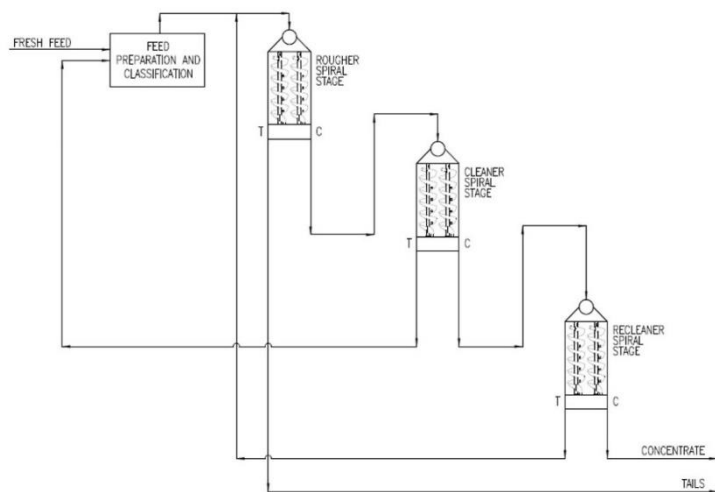 FRESH FEED
FEED
PREPARATION AND
CLASSIFICATION
ROUGHER
SPIRAL
STAGE
T
C
CLEANER
SPIRAL
STAGE
T
C
RECLEANER
SPIRAL
STAGE
T
C
CONCENTRATE
TAILS